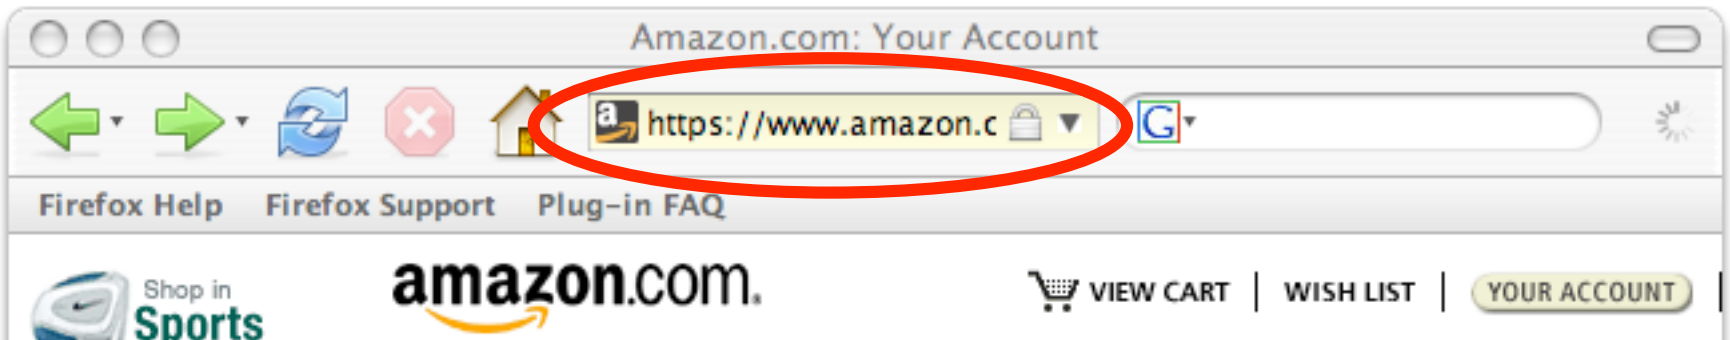 Amazon.com: Your Account
a https://www.amazon.c G
Firefox Help Firefox Support Plug-in FAQ
Shop in
Sports
amazon.com. VIEW CART | WISH LIST | YOUR ACCOUNT |